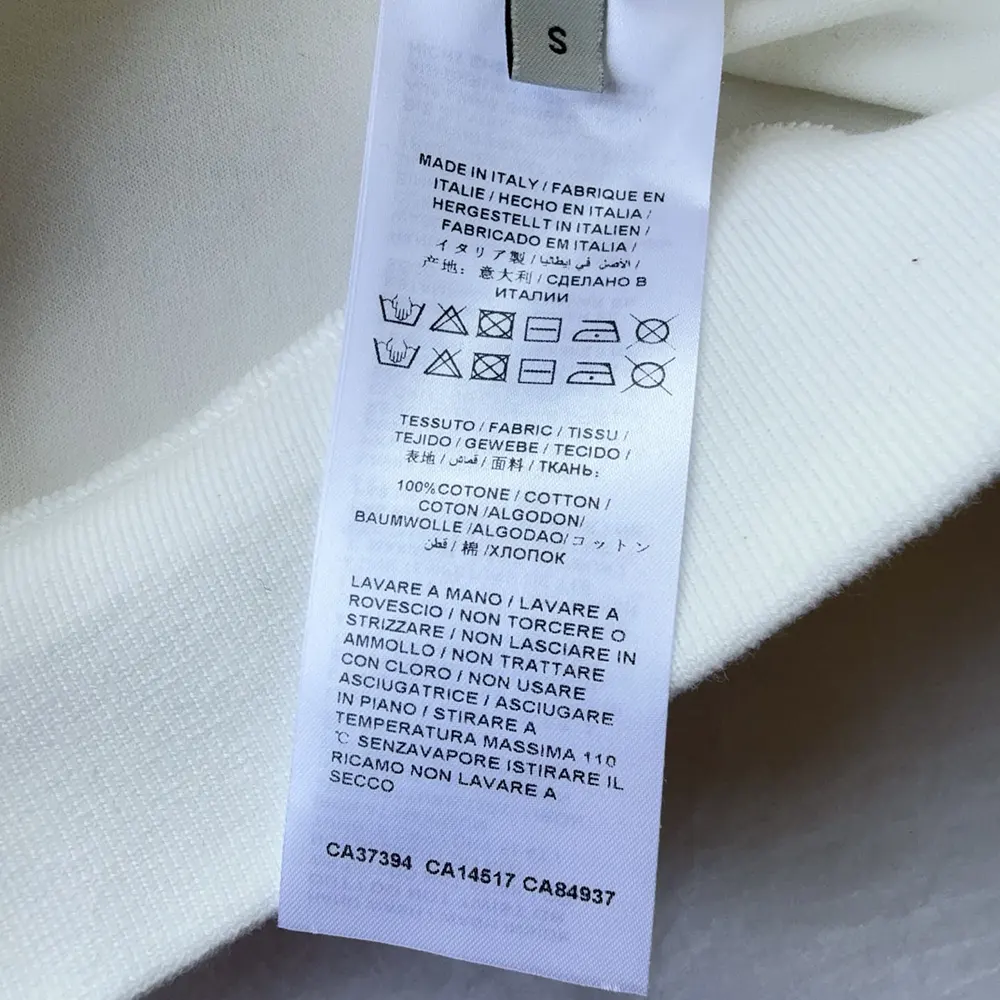 S
MADE IN ITALY / FABRIQUE EN
ITALIE / HECHO EN ITALIA /
HERGESTELLT IN ITALIEN /
FABRICADO EM ITALIA /
イタリア製 / الأصن في ايطاليا /
产地: 意大利 / СДЕЛАНО В
ИТАЛИИ
TESSUTO / FABRIC / TISSU /
TEJIDO / GEWEBE / TECIDO /
表地 / قماش / 面料 / ТКАНЬ:
100%COTONE / COTTON /
COTON /ALGODON/
BAUMWOLLE /ALGODAO/コットン
قطن / 棉 /ХЛОПОК
LAVARE A MANO / LAVARE A
ROVESCIO / NON TORCERE O
STRIZZARE / NON LASCIARE IN
AMMOLLO / NON TRATTARE
CON CLORO / NON USARE
ASCIUGATRICE / ASCIUGARE
IN PIANO / STIRARE A
TEMPERATURA MASSIMA 110
℃ SENZAVAPORE ISTIRARE IL
RICAMO NON LAVARE A
SECCO
CA37394 CA14517 CA84937